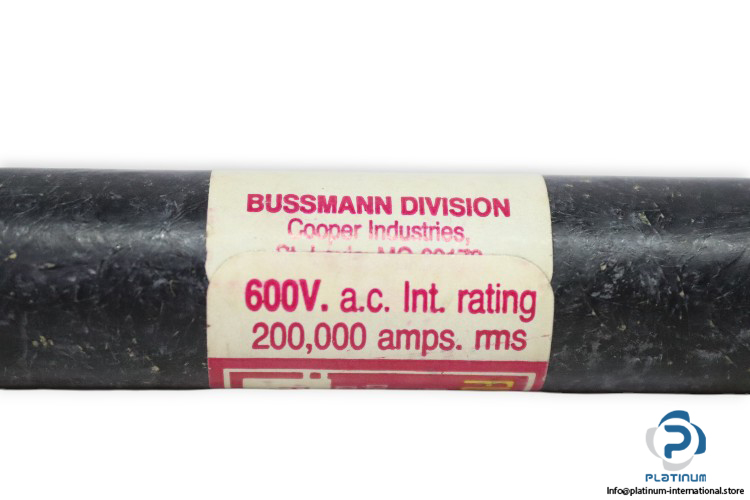 BUSSMANN DIVISION
Cooper Industries,
600V. a.c. Int. rating
200,000 amps. rms
PLATINUM
Info@platinum-international.store